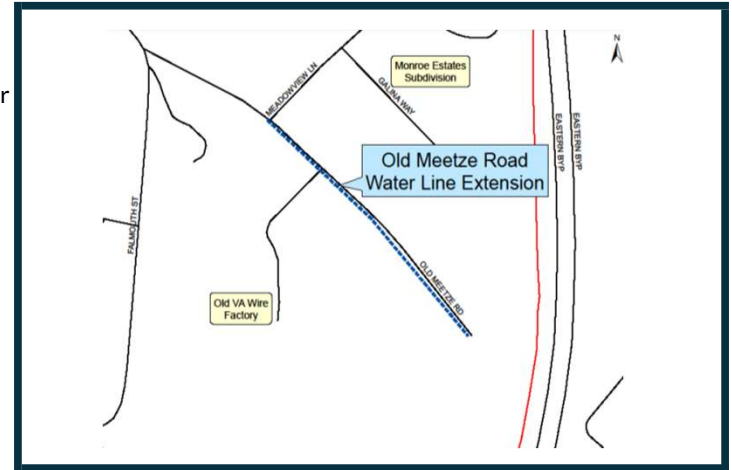 r
N
Monroe Estates
Subdivision
MEADOWVIEW LN
GALINA WAY
EASTERN BYP
EASTERN BYP
Old Meetze Road
Water Line Extension
FALMOUTH ST
OLD MEETZE RD
Old VA Wire
Factory